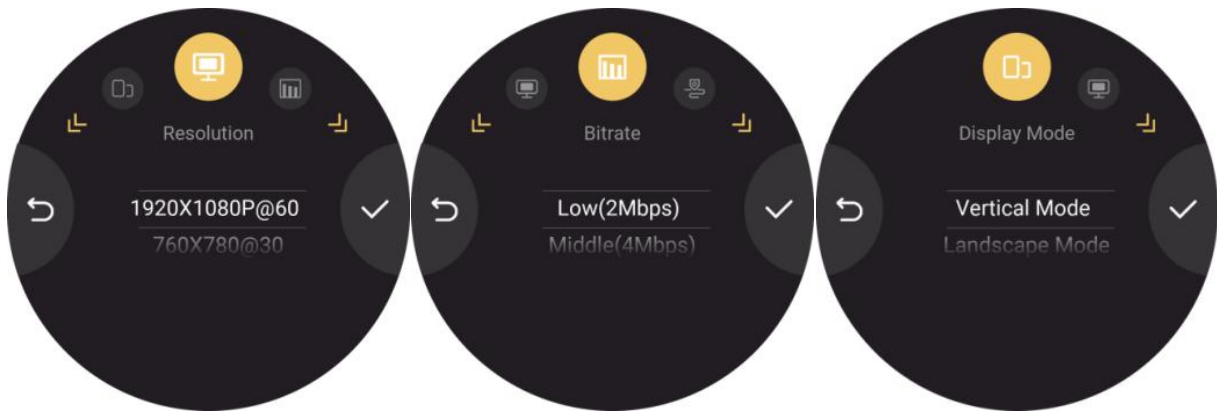 Resolution
1920X1080P@60
760X780@30
Bitrate
Low(2Mbps)
Middle(4Mbps)
Display Mode
Vertical Mode
Landscape Mode